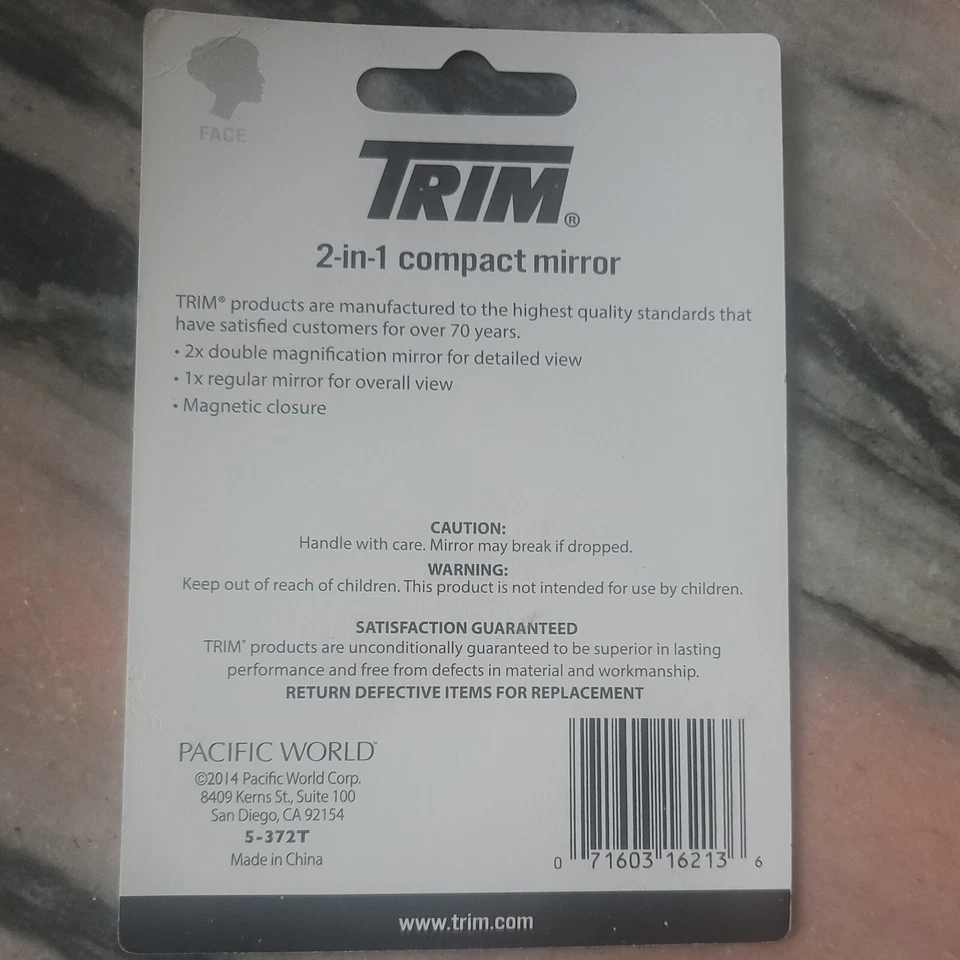 FACE
TRIM®
2-in-1 compact mirror
TRIM® products are manufactured to the highest quality standards that
have satisfied customers for over 70 years.
• 2x double magnification mirror for detailed view
• 1x regular mirror for overall view
• Magnetic closure
CAUTION:
Handle with care. Mirror may break if dropped.
WARNING:
Keep out of reach of children. This product is not intended for use by children.
SATISFACTION GUARANTEED
TRIM® products are unconditionally guaranteed to be superior in lasting
performance and free from defects in material and workmanship.
RETURN DEFECTIVE ITEMS FOR REPLACEMENT
PACIFIC WORLD™
©2014 Pacific World Corp.
8409 Kerns St., Suite 100
San Diego, CA 92154
5-372T
Made in China
0 71603 16213 6
www.trim.com